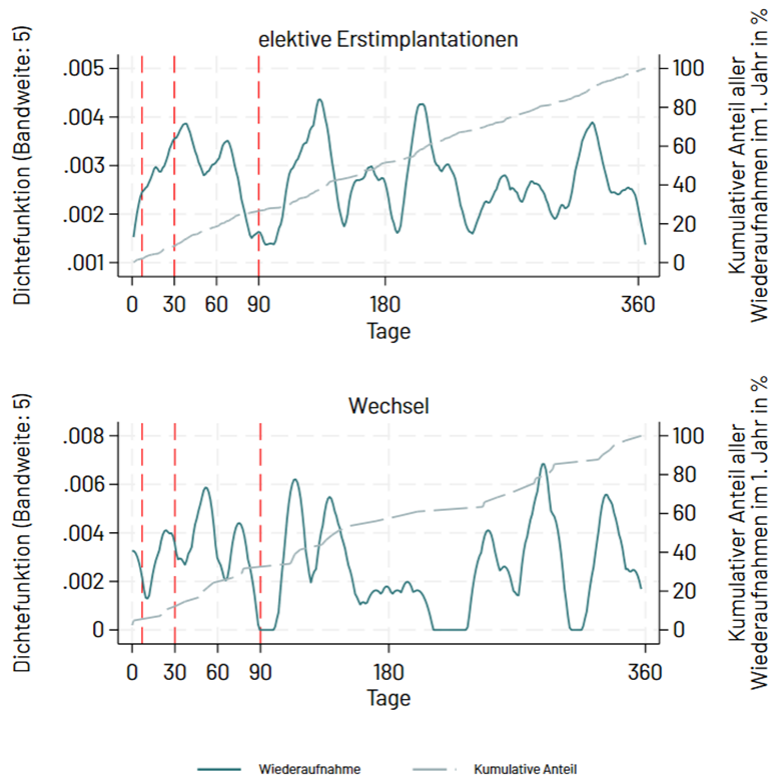 elektive Erstimplantationen
Dichtefunktion (Bandweite: 5)
.005
.004
.003
.002
.001
100
80
60
40
20
0
Kumulativer Anteil aller
Wiederaufnahmen im 1. Jahr in %
0 30 60 90 180 360
Tage
Wechsel
Dichtefunktion (Bandweite: 5)
.008
.006
.004
.002
0
100
80
60
40
20
0
Kumulativer Anteil aller
Wiederaufnahmen im 1. Jahr in %
0 30 60 90 180 360
Tage
Wiederaufnahme Kumulative Anteil